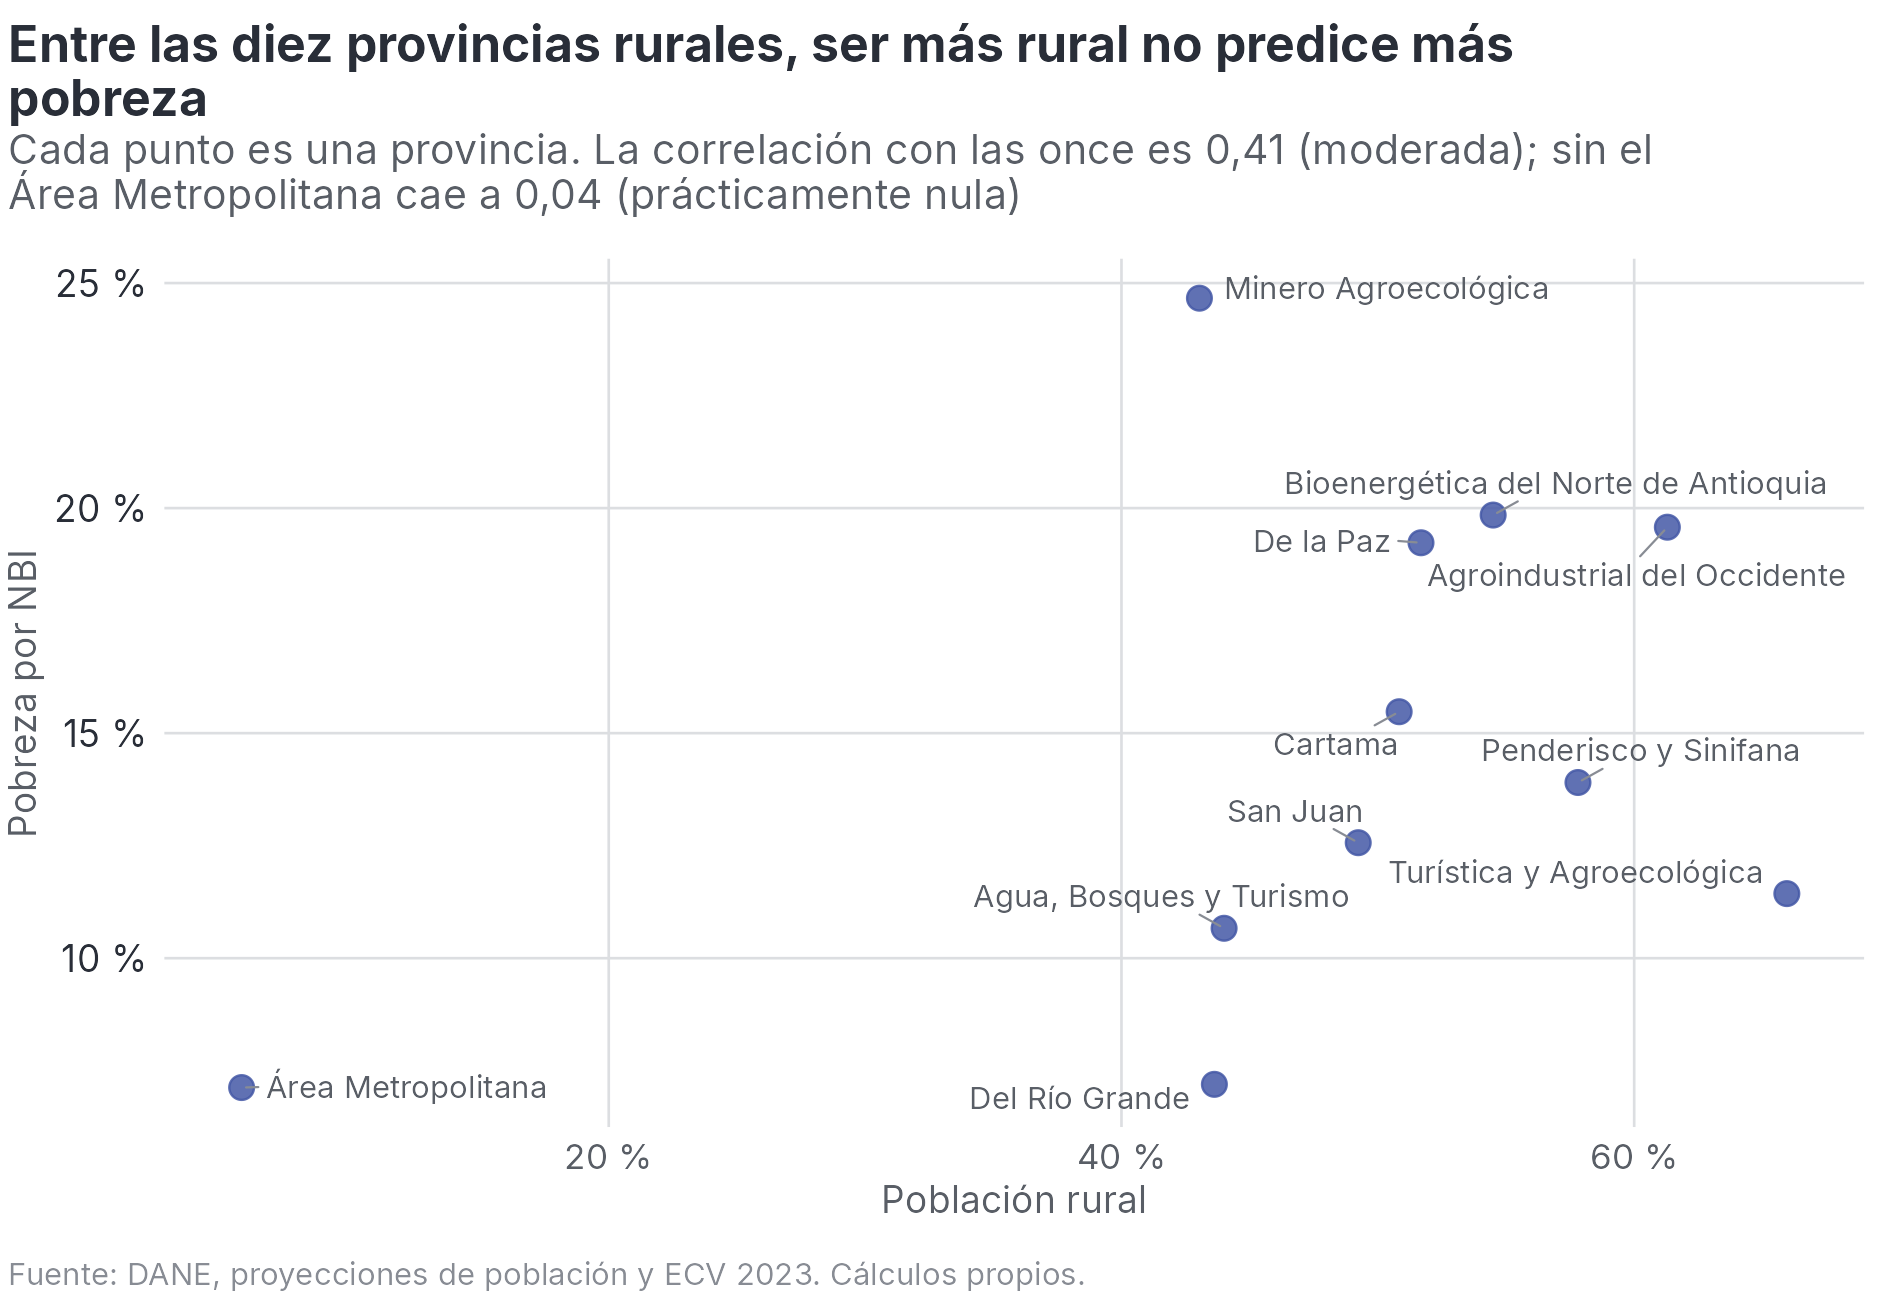 Entre las diez provincias rurales, ser más rural no predice más
pobreza
Cada punto es una provincia. La correlación con las once es 0,41 (moderada); sin el
Área Metropolitana cae a 0,04 (prácticamente nula)
25 %
Minero Agroecológica
Bioenergética del Norte de Antioquia
20 %
De la Paz
Agroindustrial del Occidente
Pobreza por NBI
15 %
Cartama
Penderisco y Sinifana
San Juan
Turística y Agroecológica
Agua, Bosques y Turismo
10 %
Área Metropolitana
Del Río Grande
20 %
40 %
60 %
Población rural
Fuente: DANE, proyecciones de población y ECV 2023. Cálculos propios.